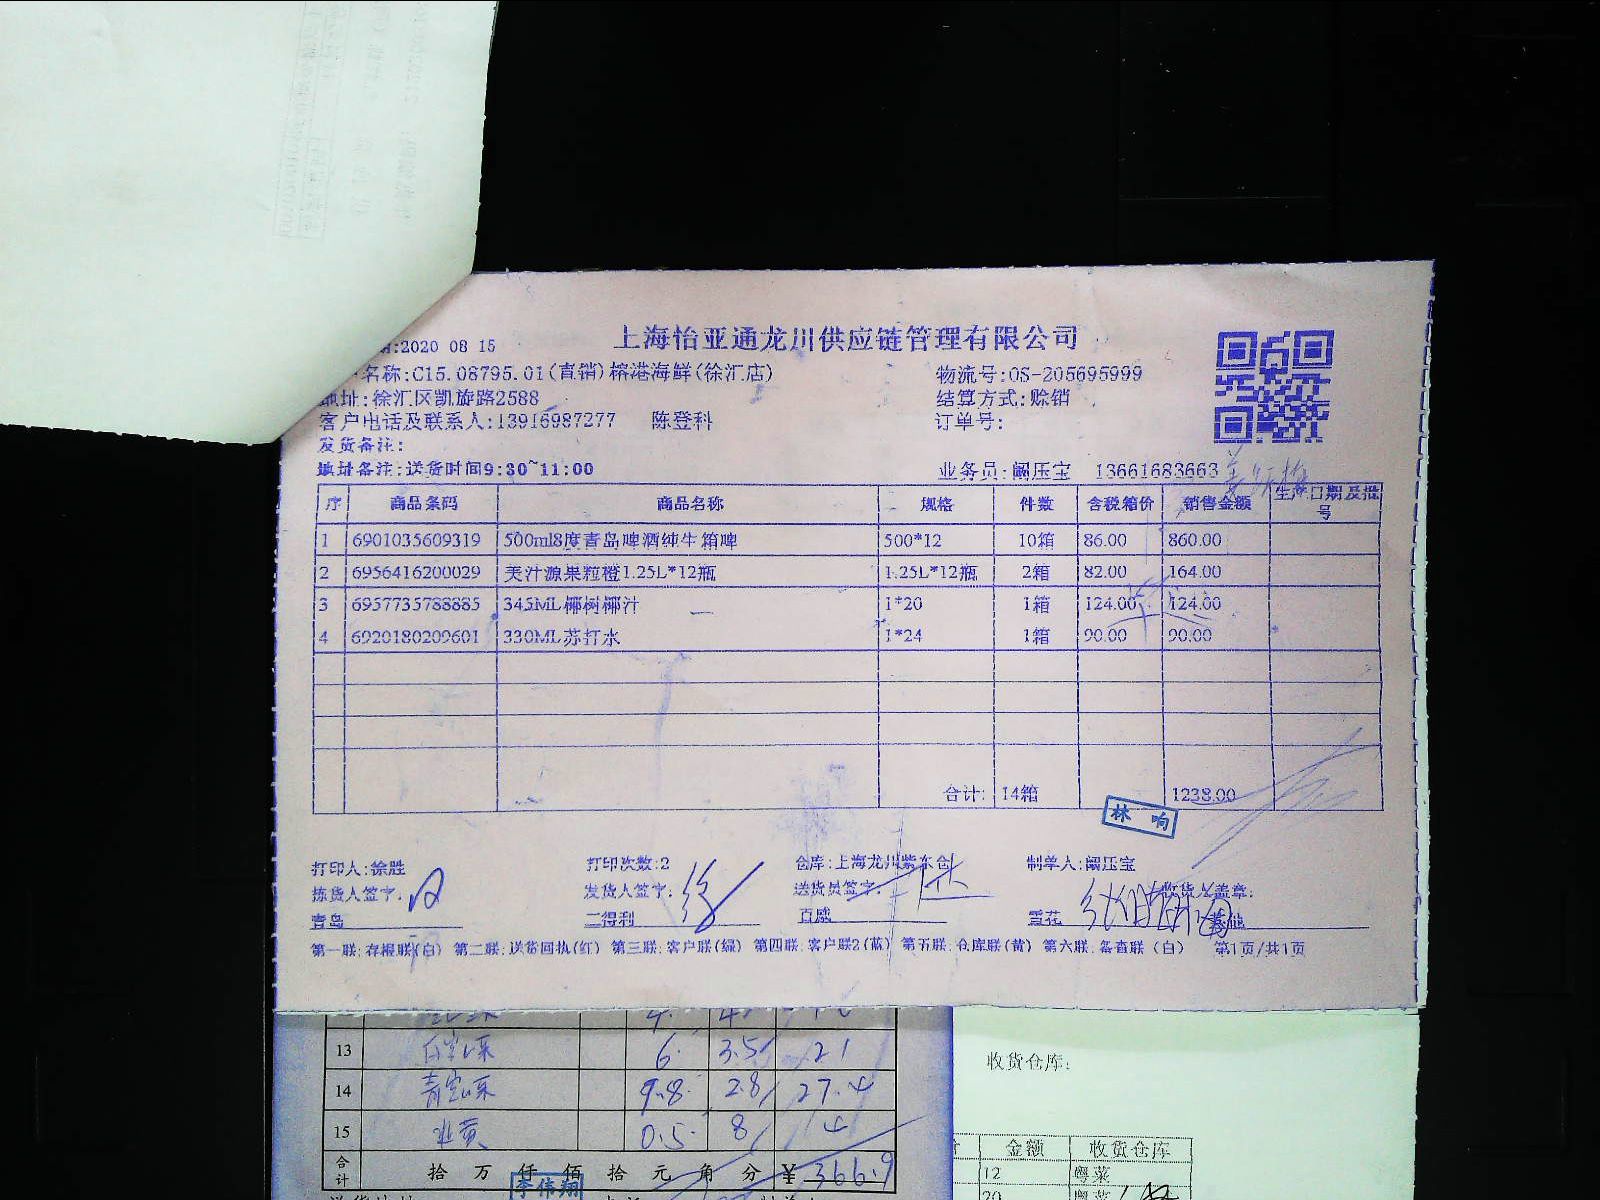 上海怡亚通龙川供应链管理有限公司
:2020 08 15
名称:C15.08795.01(直销)榕港海鲜(徐汇店)
物流号:OS-205695999
地址:徐汇区凯旋路2588
结算方式:赊销
客户电话及联系人:13916987277 陈登科
订单号:
发货备注:
地址备注:送货时间9:30~11:00
业务员:阚压宝 13661683663
序 商品条码 商品名称 规格 件数 含税箱价 销售金额 生产日期及批号
1 6901035609319 500ml8度青岛啤酒纯生箱啤 500*12 10箱 86.00 860.00
2 6956416200029 美汁源果粒橙1.25L*12瓶 1.25L*12瓶 2箱 82.00 164.00
3 6957735788885 345ML椰树椰汁 1*20 1箱 124.00 124.00
4 6920180209601 330ML苏打水 1*24 1箱 90.00 90.00
合计: 14箱 1238.00
林 响
打印人:徐胜 打印次数:2 仓库:上海龙川紫东仓 制单人:阚压宝
拣货人签字: 发货人签字: 送货员签字: 收货人盖章:
青岛 二得利 百威 雪花
第一联:存根联(白) 第二联:送货回执(红) 第三联:客户联(绿) 第四联:客户联2(蓝) 第五联:仓库联(黄) 第六联:备查联(白) 第1页/共1页
13 6. 3.5 21
14 9.8 2.8 27.4
15 韭黄 0.5 8 4
合计 拾 万 仟 佰 拾 元 角 分 ¥ 366.9
李伟翔
收货仓库:
金额 收货仓库
12 粤菜
20 粤菜